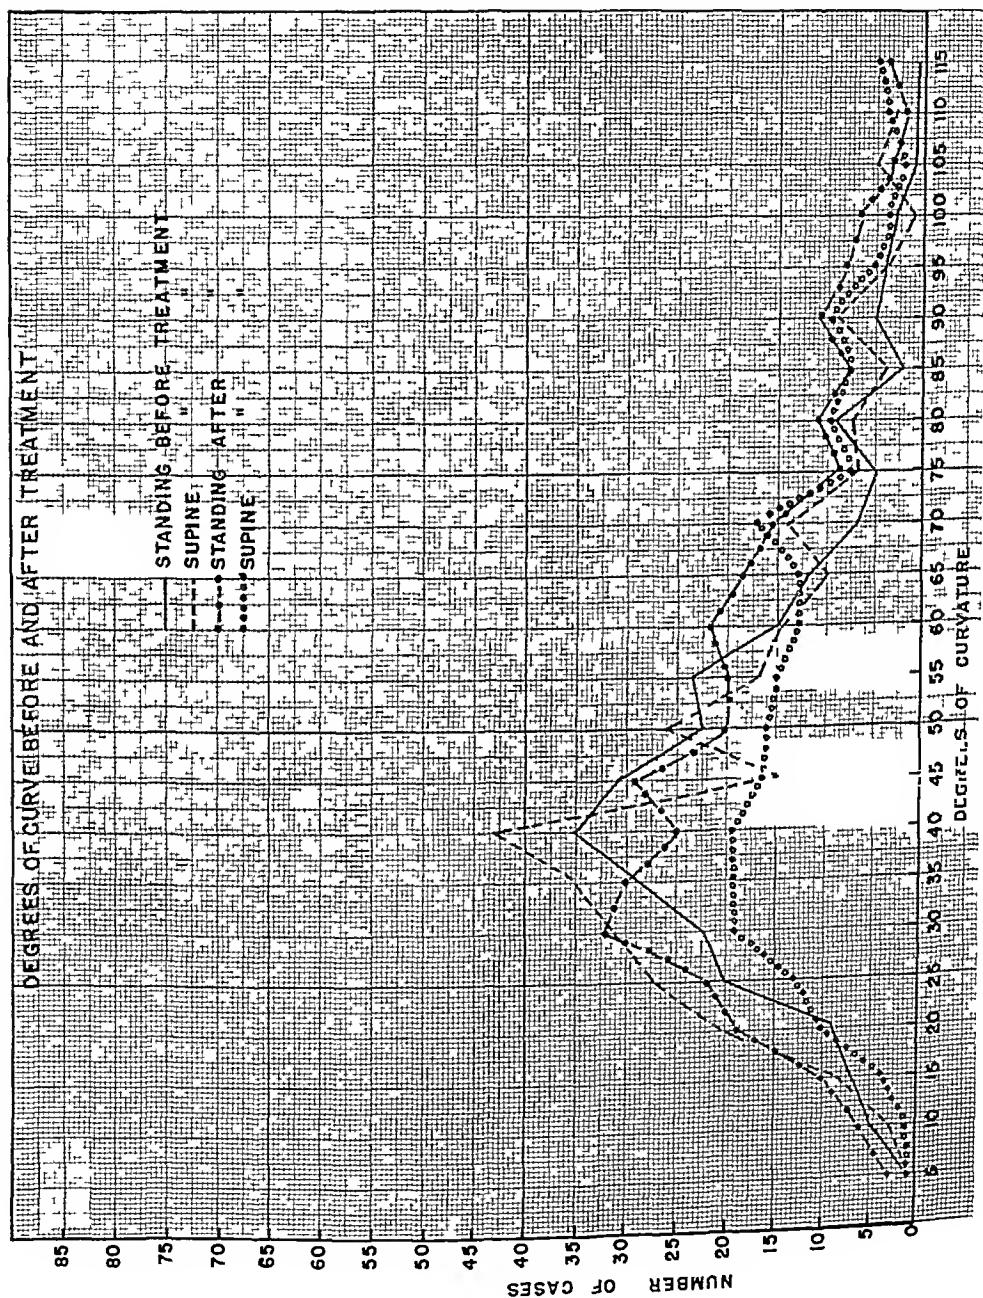 DEGREES OF CURVE BEFORE AND AFTER TREATMENT
STANDING BEFORE TREATMENT
SUPINE " "
STANDING AFTER "
SUPINE " "
85
80
75
70
65
60
55
50
45
40
35
30
25
20
15
10
5
0
NUMBER OF CASES
5 10 15 20 25 30 35 40 45 50 55 60 65 70 75 80 85 90 95 100 105 110 115
DEGREES OF CURVATURE